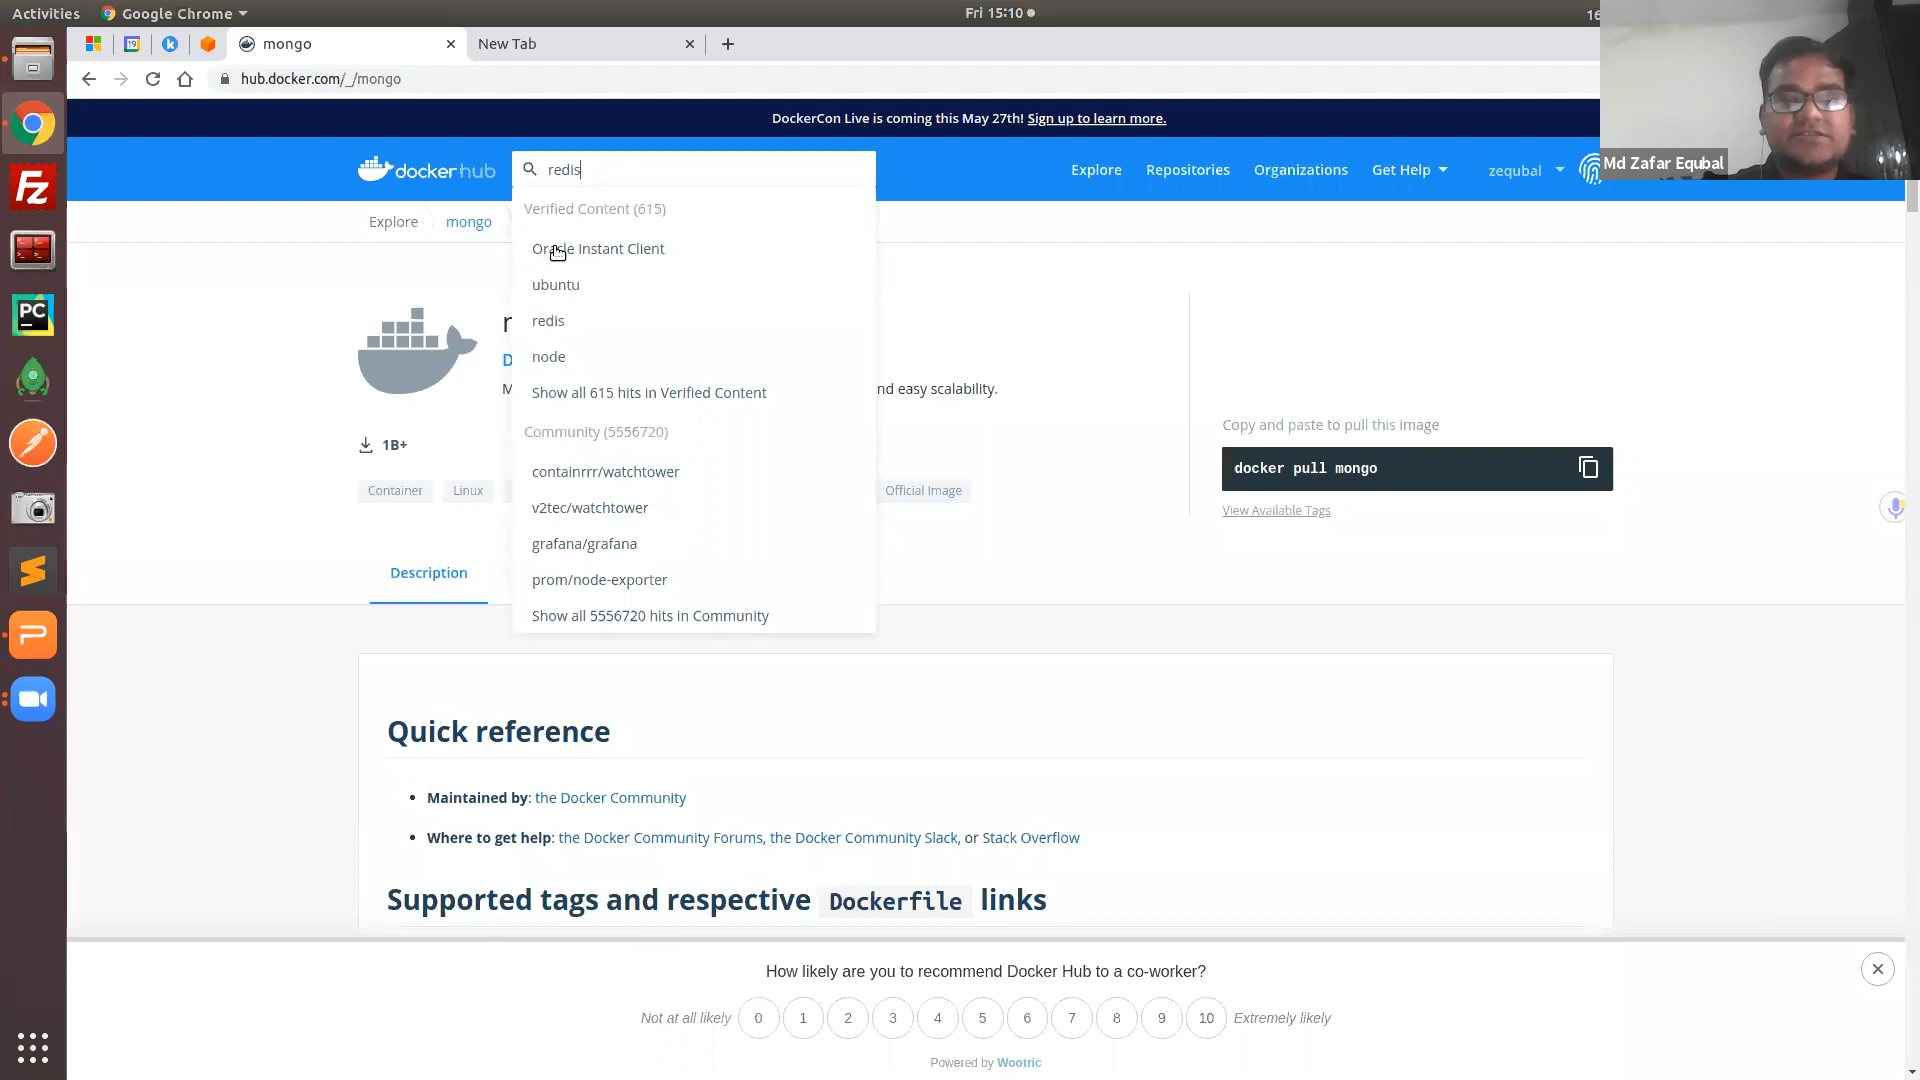 Activities
Google Chrome
Fri 15:10
16
mongo
New Tab
hub.docker.com/_/mongo
DockerCon Live is coming this May 27th! Sign up to learn more.
docker hub
redis
Explore
Repositories
Organizations
Get Help
zequbal
Md Zafar Equbal
Explore
mongo
Verified Content (615)
Oracle Instant Client
ubuntu
redis
node
Show all 615 hits in Verified Content
Community (5556720)
containrrr/watchtower
v2tec/watchtower
grafana/grafana
prom/node-exporter
Show all 5556720 hits in Community
nd easy scalability.
1B+
Container
Linux
Official Image
Copy and paste to pull this image
docker pull mongo
View Available Tags
Description
Quick reference
Maintained by: the Docker Community
Where to get help: the Docker Community Forums, the Docker Community Slack, or Stack Overflow
Supported tags and respective Dockerfile links
How likely are you to recommend Docker Hub to a co-worker?
Not at all likely 0 1 2 3 4 5 6 7 8 9 10 Extremely likely
Powered by Wootric